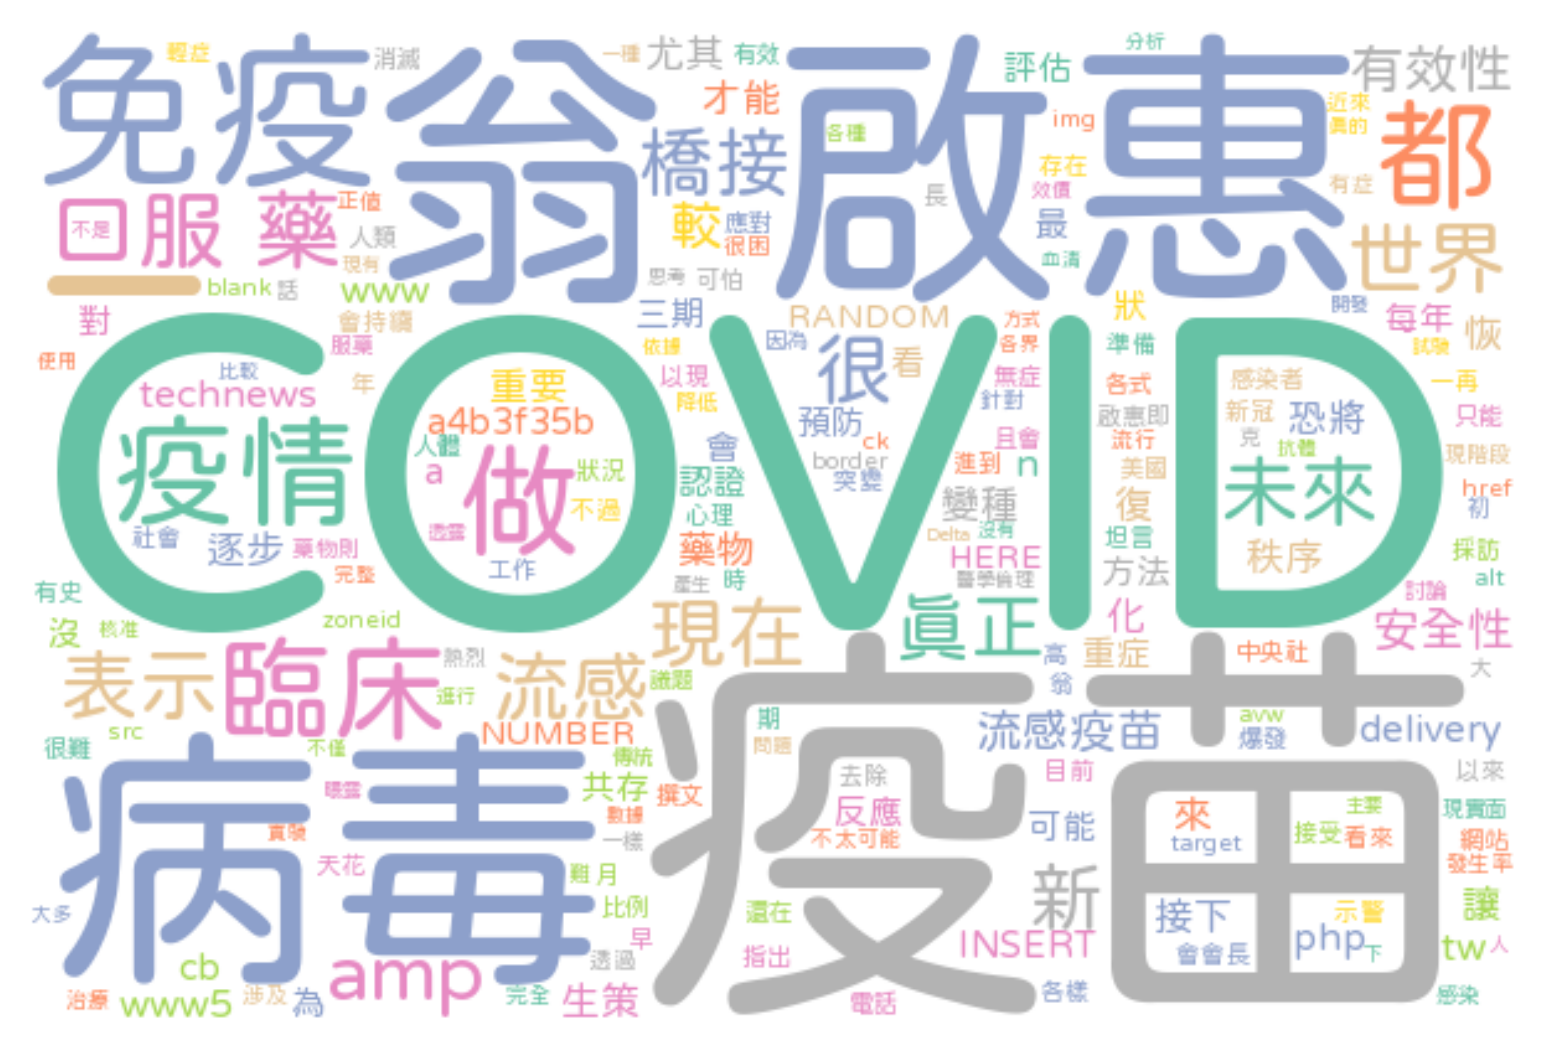 免疫 翁 啟 惠
輕症 消滅 一種 尤其 有效 評估 分析 有效性
才能 各種 img 近來 真的 都
橋接 存在 有症
口 不是 服 藥 正值 人類 較 應對 很困 長 效價 最 世界
一 現有 思考 可怕 血清
blank 話 www 三期 RANDOM 狀 開發 每年 恢
對 會持續 服藥 依據 因為 很 看 方式 各界 準備 試驗
COVID
使用 比較 年 重要 以現 降低 無症 針對 各式 感染者 一再
technews a4b3f35b 預防 ck 且會 啟惠即 流行 新冠 恐將 只能
疫情 人體 a 做 狀況 會 border 突變 進到 n 美國 克 抗體 未來 現階段
不過 認證 變種 復 href 初
社會 逐步 藥物則 透露 心理 藥物 Delta 沒有 坦言 秩序 採訪
完整 工作 產生 時 HERE 醫學倫理 方法 alt
有史 zoneid 現在 真正 化 討論 安全性
沒 核准 中央社
表示 臨床 熱烈 流感 議題 高 重症 大
進行 翁
疫苗
src NUMBER 期 流感疫苗 avw 爆發 delivery
很難 不僅 傳統 問題
病毒 曝露 共存 撰文 去除 目前 以來
實驗 數據 反應 可能 來 主要 現實面
一樣 不太可能 target 接受 看來 網站
天花 難 月 新 發生率
大多 比例 還在 接下 示警 讓
早 指出 INSERT 會會長 php 下 tw 人
cb amp 透過
治療 www5 涉及 為 完全 生策 電話 各樣 感染